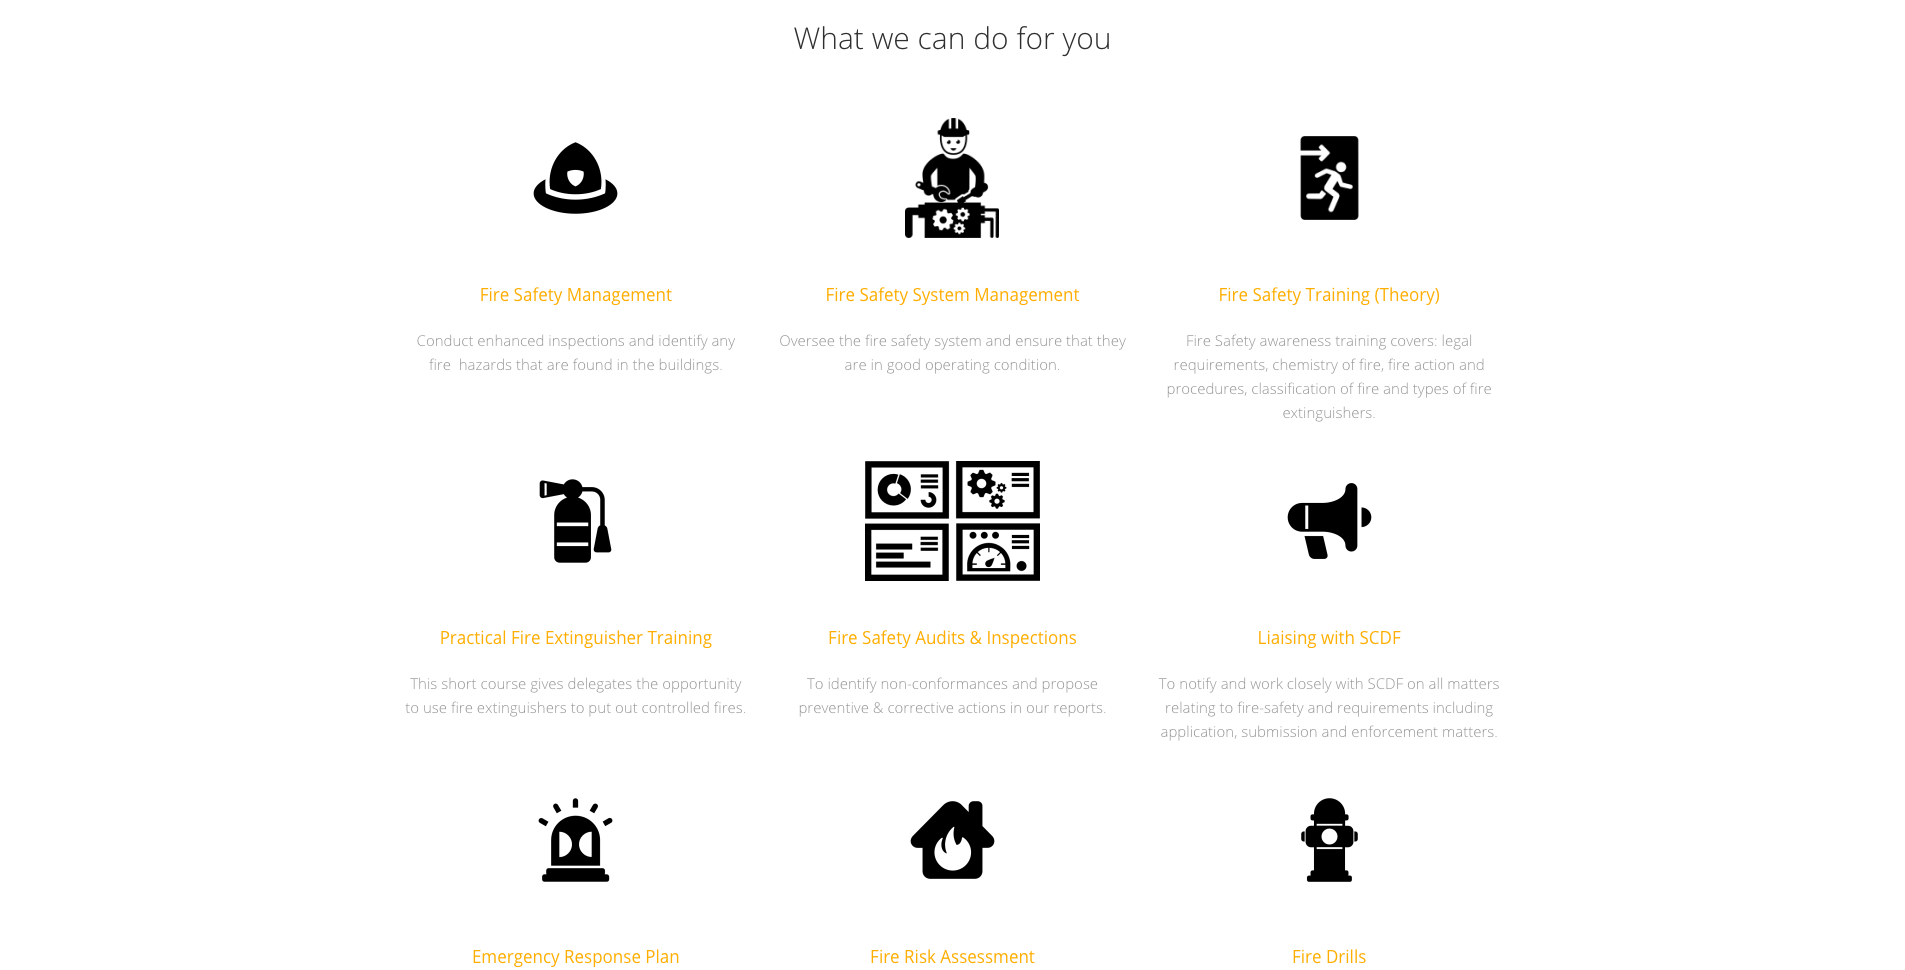 What we can do for you
Fire Safety Management
Conduct enhanced inspections and identify any
fire  hazards that are found in the buildings.
Fire Safety System Management
Oversee the fire safety system and ensure that they
are in good operating condition.
Fire Safety Training (Theory)
Fire Safety awareness training covers: legal
requirements, chemistry of fire, fire action and
procedures, classification of fire and types of fire
extinguishers.
Practical Fire Extinguisher Training
This short course gives delegates the opportunity
to use fire extinguishers to put out controlled fires.
Fire Safety Audits & Inspections
To identify non-conformances and propose
preventive & corrective actions in our reports.
Liaising with SCDF
To notify and work closely with SCDF on all matters
relating to fire-safety and requirements including
application, submission and enforcement matters.
Emergency Response Plan
Fire Risk Assessment
Fire Drills